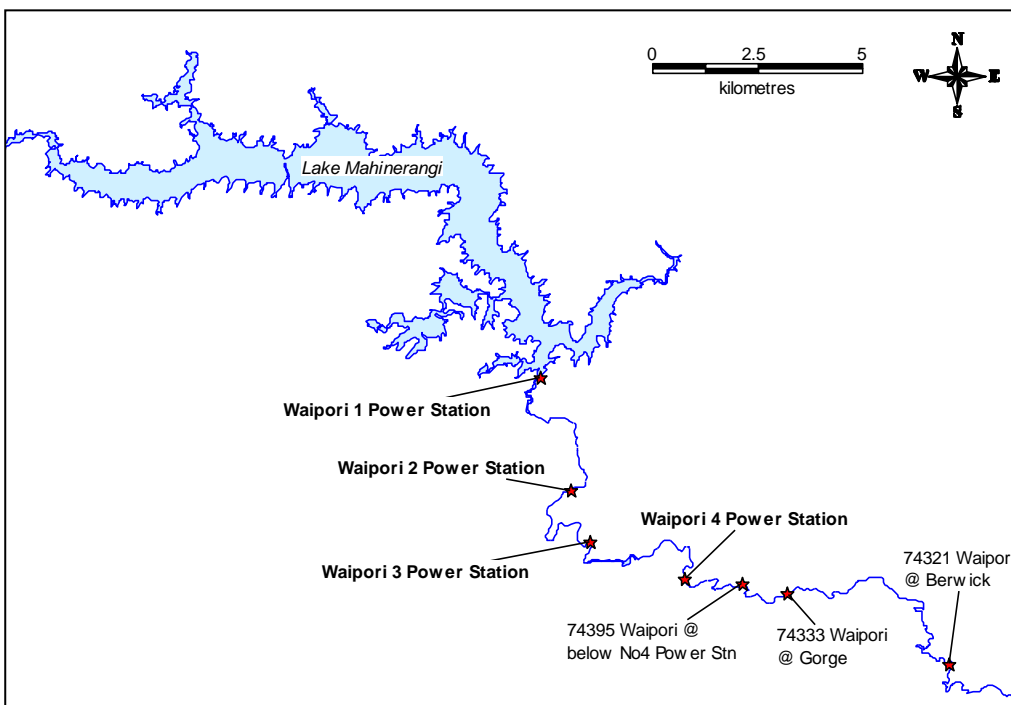 0 2.5 5
kilometres
N
W E
S
Lake Mahinerangi
Waipori 1 Power Station
Waipori 2 Power Station
Waipori 3 Power Station
Waipori 4 Power Station
74395 Waipori @
below No4 Power Stn
74333 Waipori
@ Gorge
74321 Waipor
@ Berwick